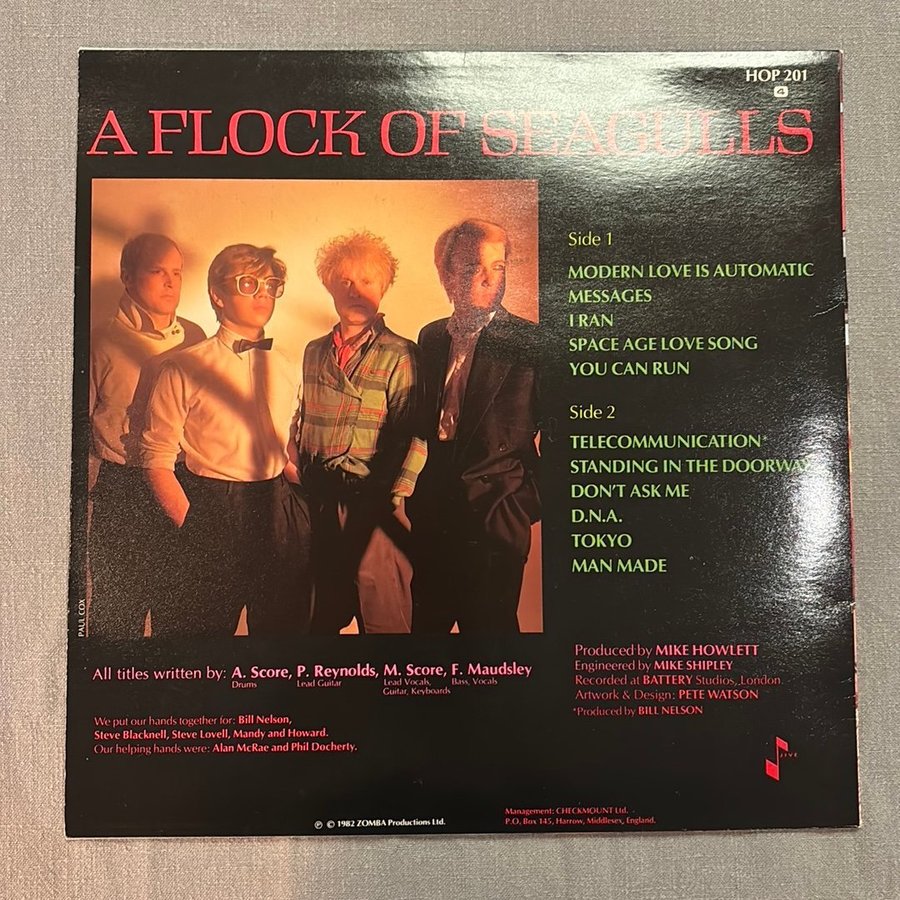 HOP 201
4
A FLOCK OF SEAGULLS
Side 1
MODERN LOVE IS AUTOMATIC
MESSAGES
I RAN
SPACE AGE LOVE SONG
YOU CAN RUN
Side 2
TELECOMMUNICATION*
STANDING IN THE DOORWAY
DON'T ASK ME
D.N.A.
TOKYO
MAN MADE
PAUL COX
All titles written by: A. Score, P. Reynolds, M. Score, F. Maudsley
Drums Lead Guitar Lead Vocals, Bass, Vocals
Guitar, Keyboards
We put our hands together for: Bill Nelson,
Steve Blacknell, Steve Lovell, Mandy and Howard.
Our helping hands were: Alan McRae and Phil Docherty.
Produced by MIKE HOWLETT
Engineered by MIKE SHIPLEY
Recorded at BATTERY Studios, London.
Artwork & Design: PETE WATSON
*Produced by BILL NELSON
JIVE
℗ © 1982 ZOMBA Productions Ltd.
Management: CHECKMOUNT Ltd.
P.O. Box 145, Harrow, Middlesex, England.